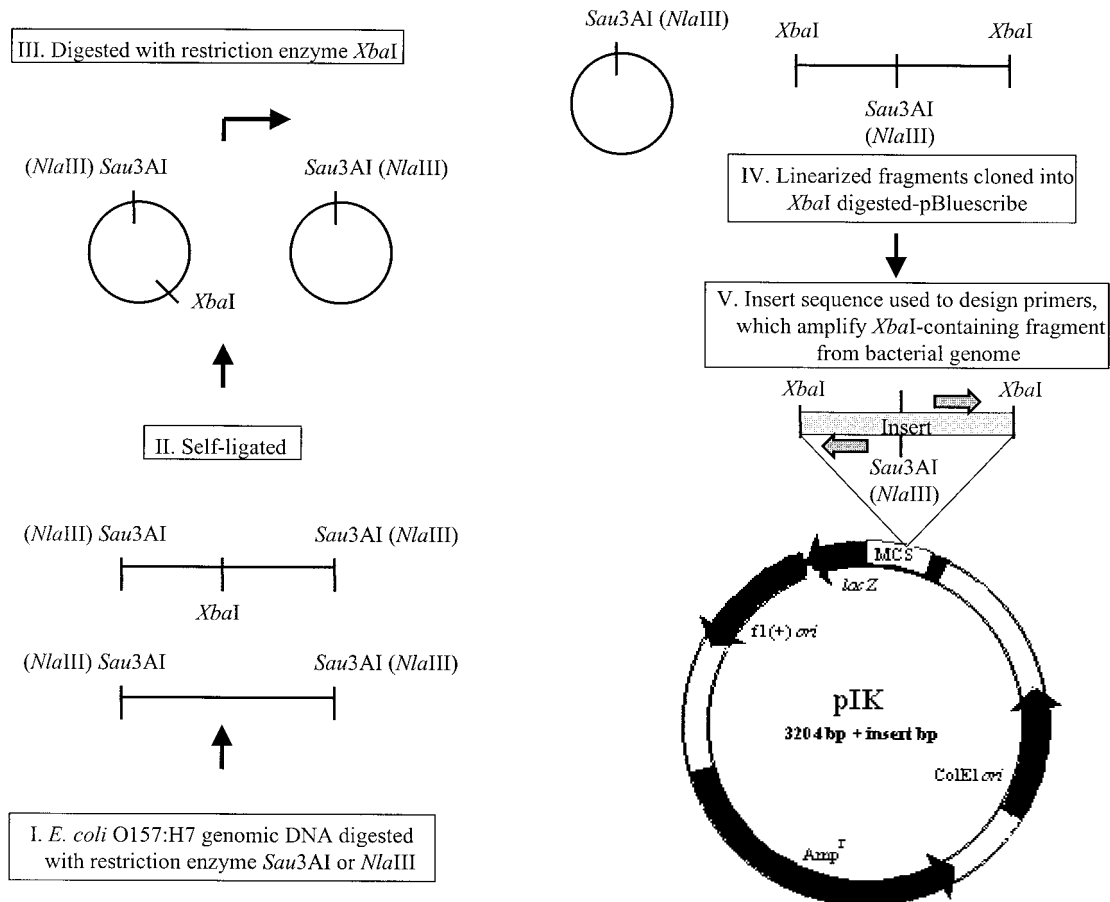 III. Digested with restriction enzyme XbaI
(NlaIII) Sau3AI
Sau3AI (NlaIII)
XbaI
II. Self-ligated
(NlaIII) Sau3AI
Sau3AI (NlaIII)
XbaI
(NlaIII) Sau3AI
Sau3AI (NlaIII)
I. E. coli O157:H7 genomic DNA digested
with restriction enzyme Sau3AI or NlaIII
Sau3AI (NlaIII)
XbaI
XbaI
Sau3AI
(NlaIII)
IV. Linearized fragments cloned into
XbaI digested-pBluescribe
V. Insert sequence used to design primers,
which amplify XbaI-containing fragment
from bacterial genome
XbaI
XbaI
Insert
Sau3AI
(NlaIII)
MCS
lacZ
f1(+) ori
pIK
3204 bp + insert bp
ColE1 ori
Amp^r